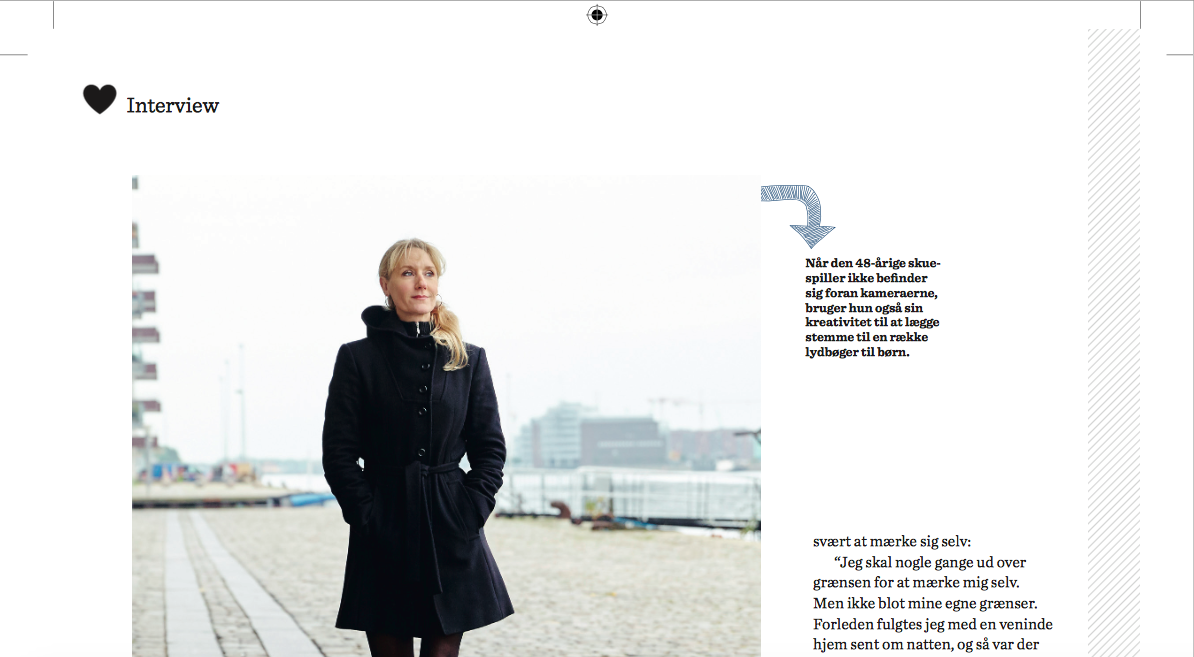 Interview
Når den 48-årige skue-
spiller ikke befinder
sig foran kameraerne,
bruger hun også sin
kreativitet til at lægge
stemme til en række
lydbøger til børn.
svært at mærke sig selv:
“Jeg skal nogle gange ud over
grænsen for at mærke mig selv.
Men ikke blot mine egne grænser.
Forleden fulgtes jeg med en veninde
hjem sent om natten, og så var der